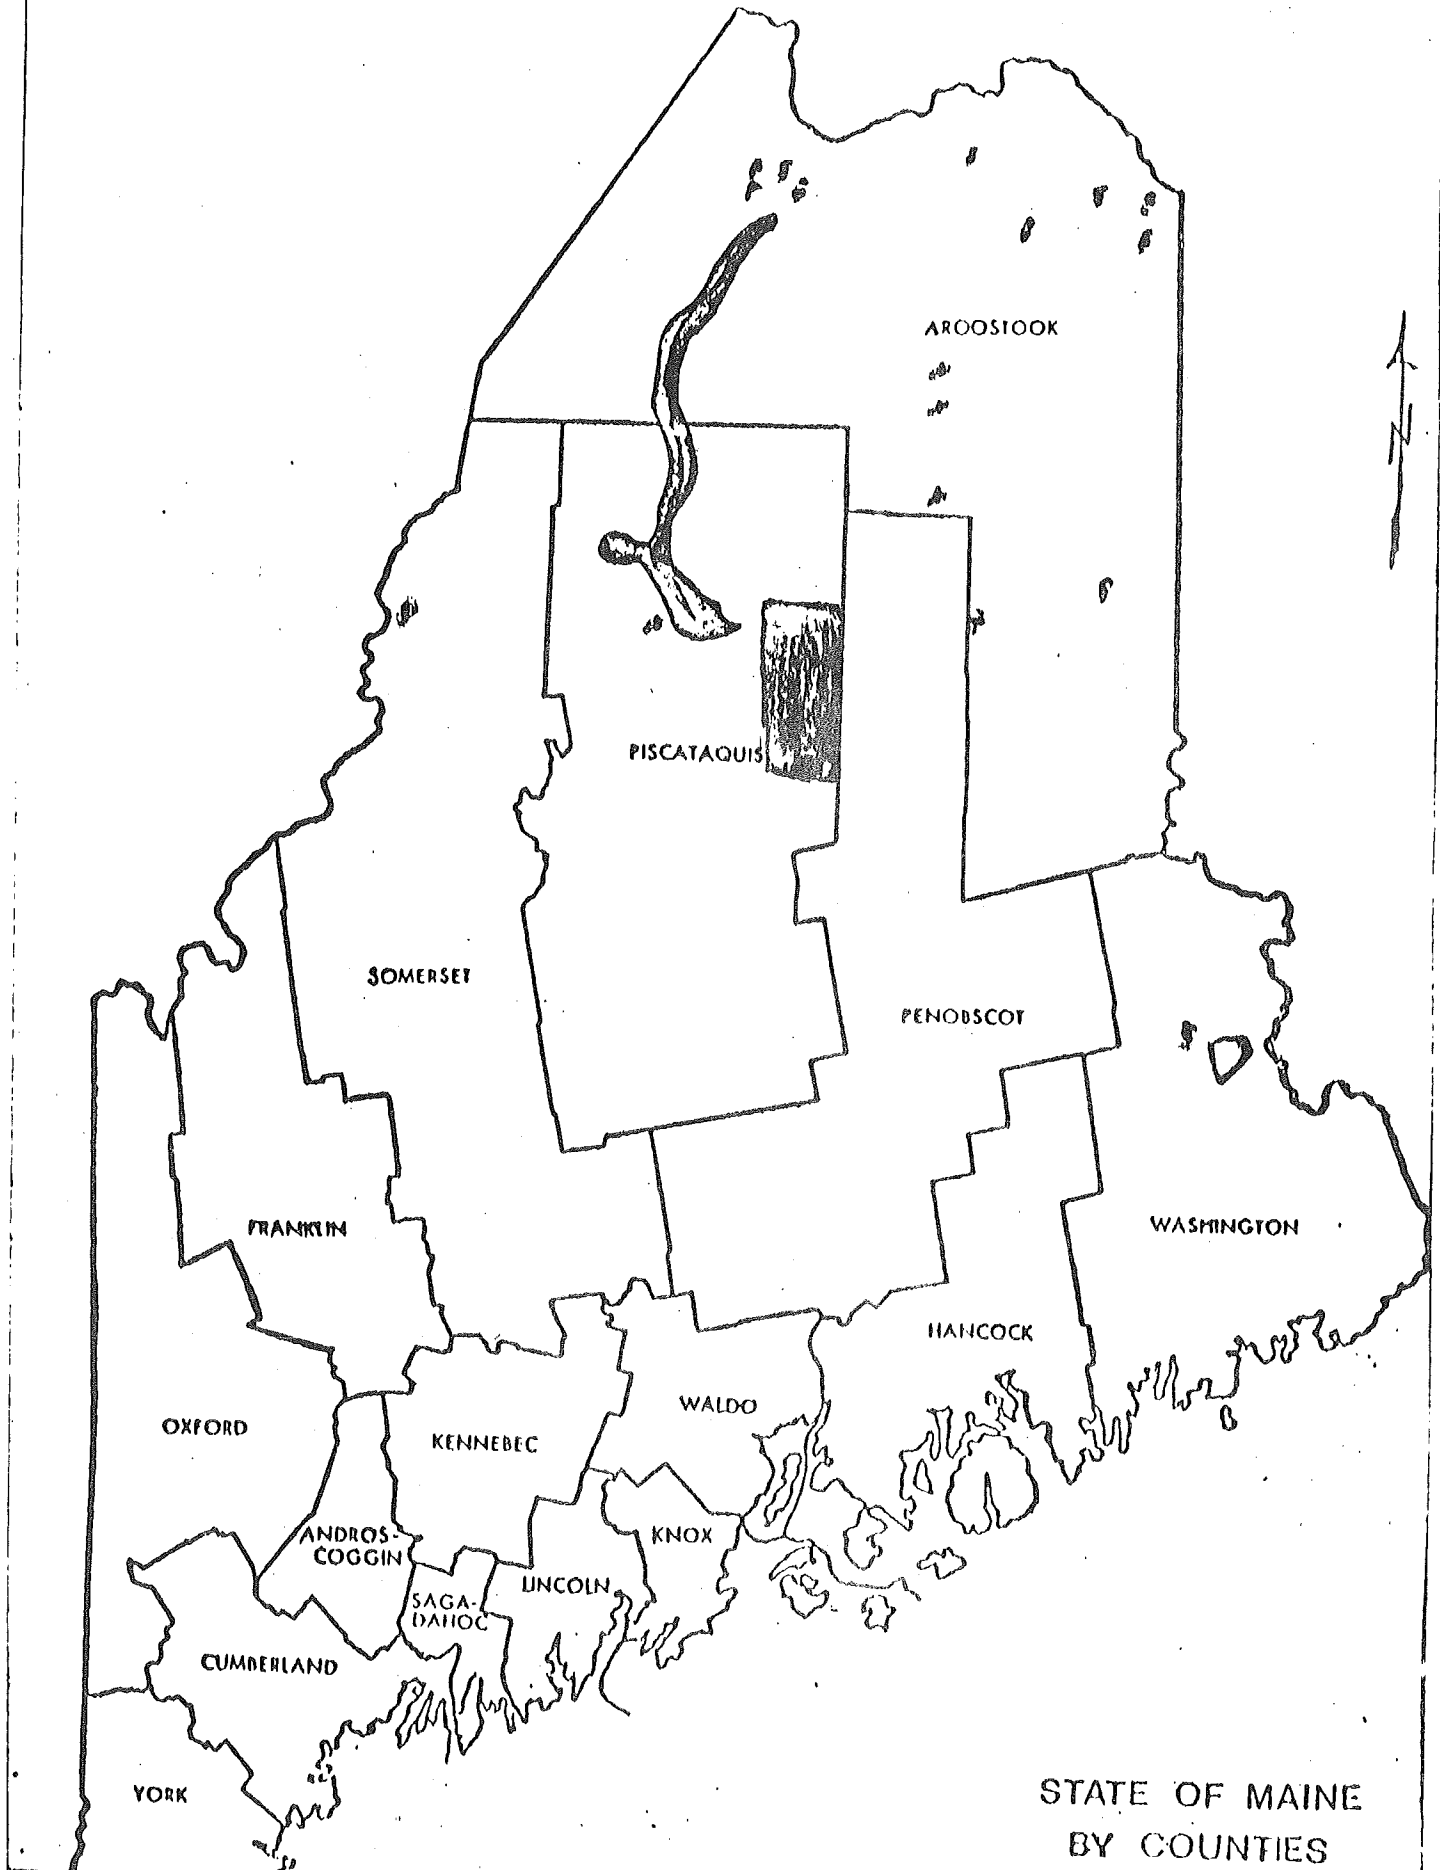 AROOSTOOK
PISCATAQUIS
SOMERSET
PENOBSCOT
FRANKLIN
WASHINGTON
HANCOCK
WALDO
OXFORD
KENNEBEC
KNOX
ANDROS-
COGGIN
LINCOLN
SAGA-
DAHOC
CUMBERLAND
YORK
STATE OF MAINE
BY COUNTIES